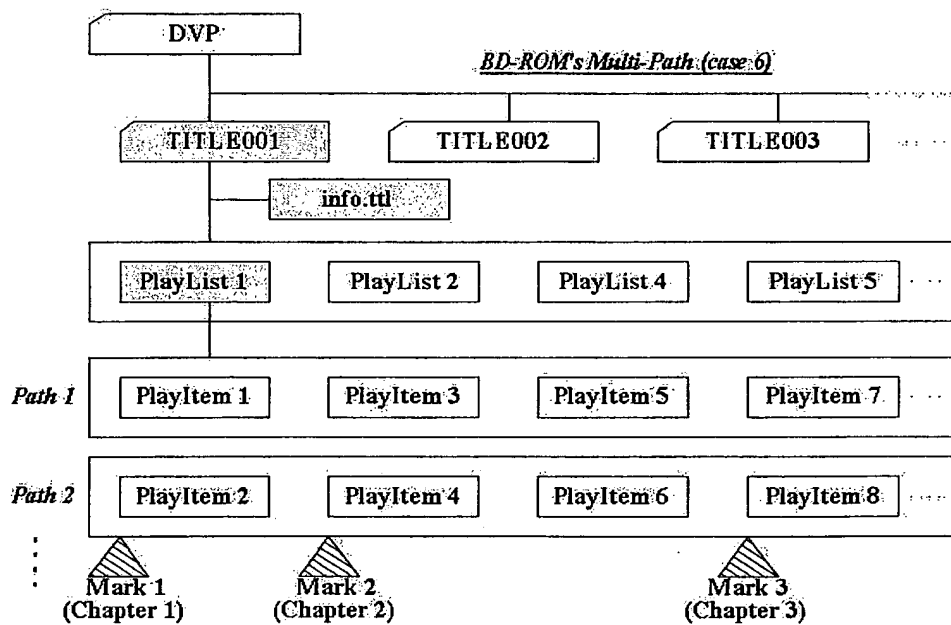 DVP
BD-ROM's Multi-Path (case 6)
TITLE001
TITLE002
TITLE003
info.ttl
PlayList 1
PlayList 2
PlayList 4
PlayList 5
Path 1
PlayItem 1
PlayItem 3
PlayItem 5
PlayItem 7
Path 2
PlayItem 2
PlayItem 4
PlayItem 6
PlayItem 8
Mark 1
(Chapter 1)
Mark 2
(Chapter 2)
Mark 3
(Chapter 3)